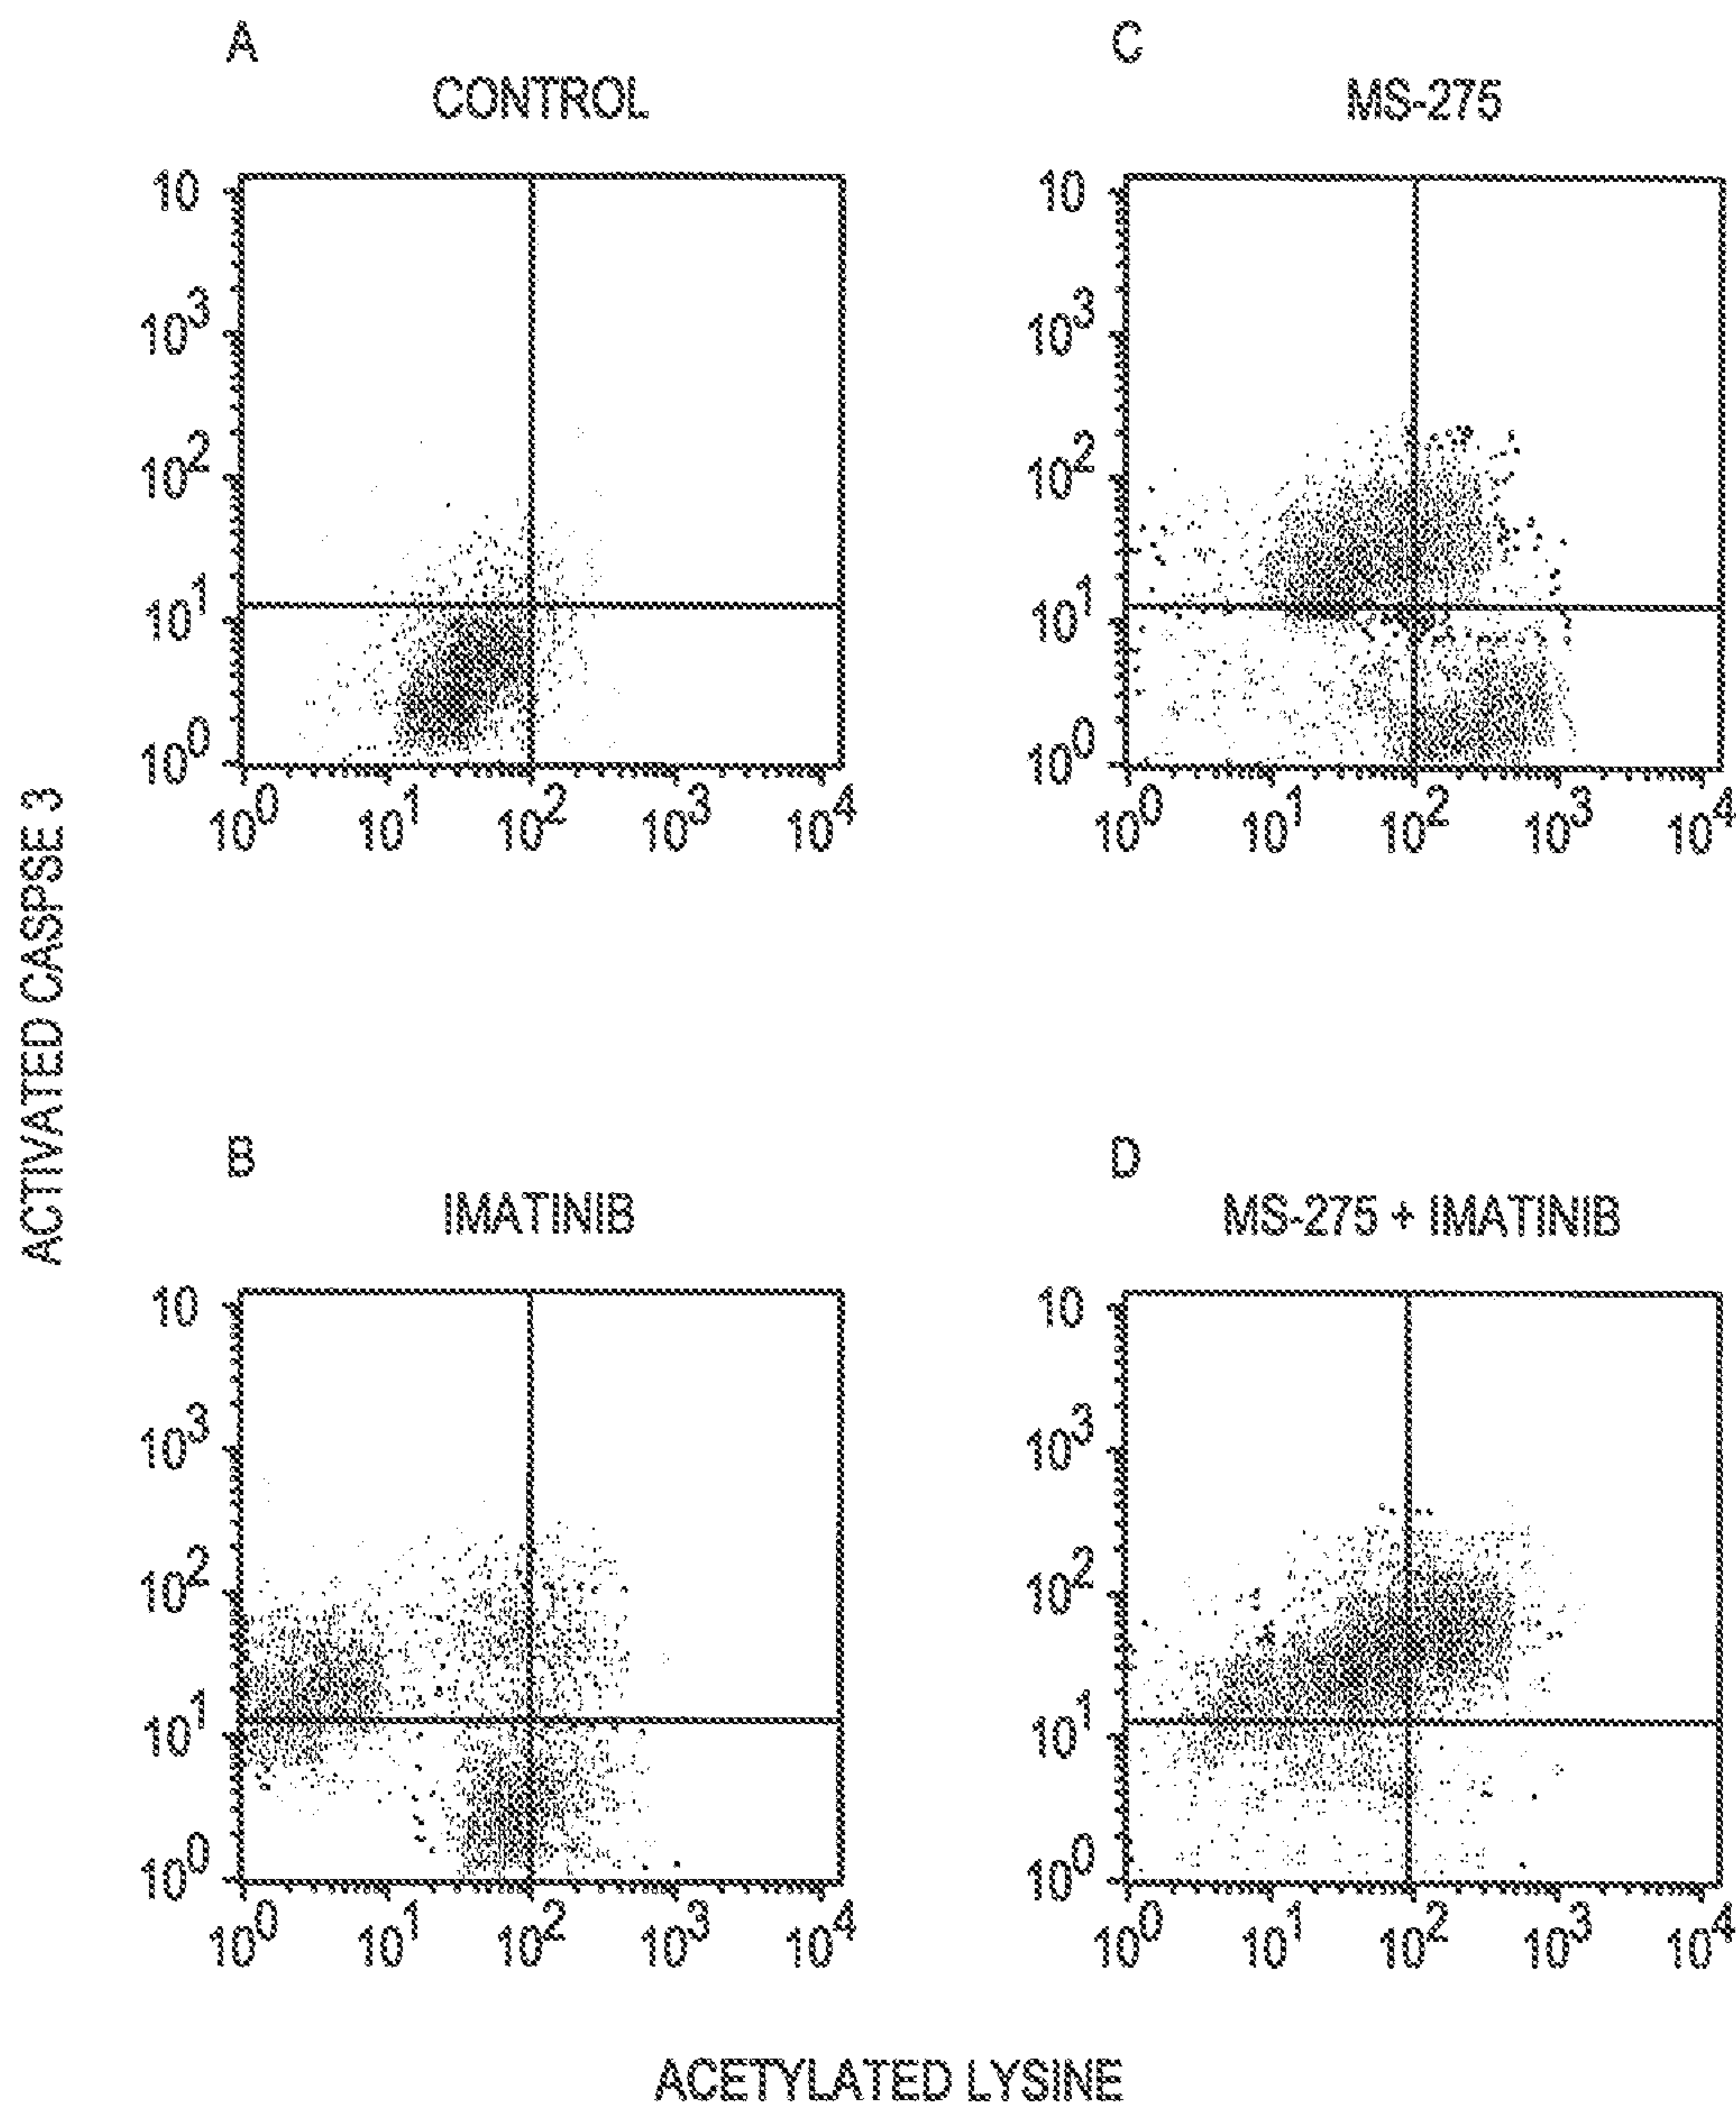 A
CONTROL
10
10³
10²
10¹
10⁰
10⁰ 10¹ 10² 10³ 10⁴
C
MS-275
10
10³
10²
10¹
10⁰
10⁰ 10¹ 10² 10³ 10⁴
ACTIVATED CASPSE 3
B
IMATINIB
10
10³
10²
10¹
10⁰
10⁰ 10¹ 10² 10³ 10⁴
D
MS-275 + IMATINIB
10
10³
10²
10¹
10⁰
10⁰ 10¹ 10² 10³ 10⁴
ACETYLATED LYSINE